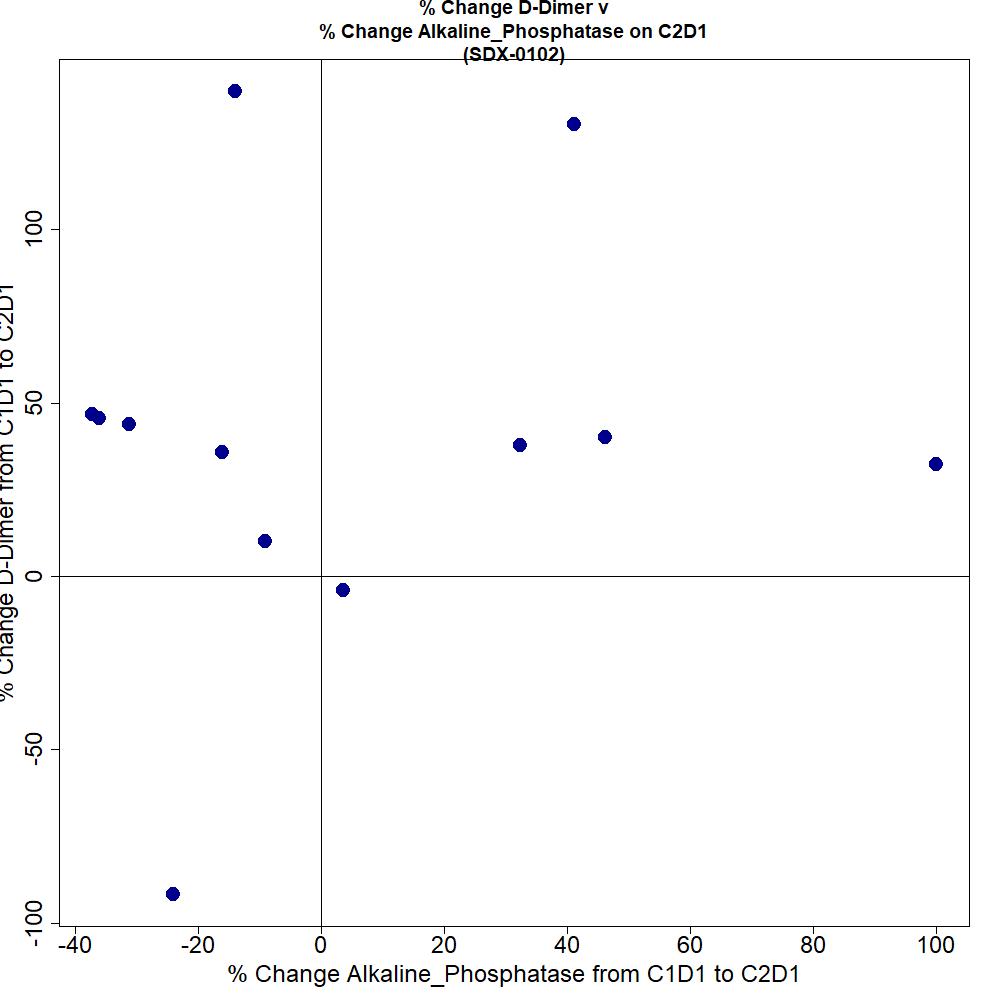 % Change D-Dimer v
% Change Alkaline_Phosphatase on C2D1
(SDX-0102)
% Change D-Dimer from C1D1 to C2D1
100
50
0
-50
-100
-40 -20 0 20 40 60 80 100
% Change Alkaline_Phosphatase from C1D1 to C2D1